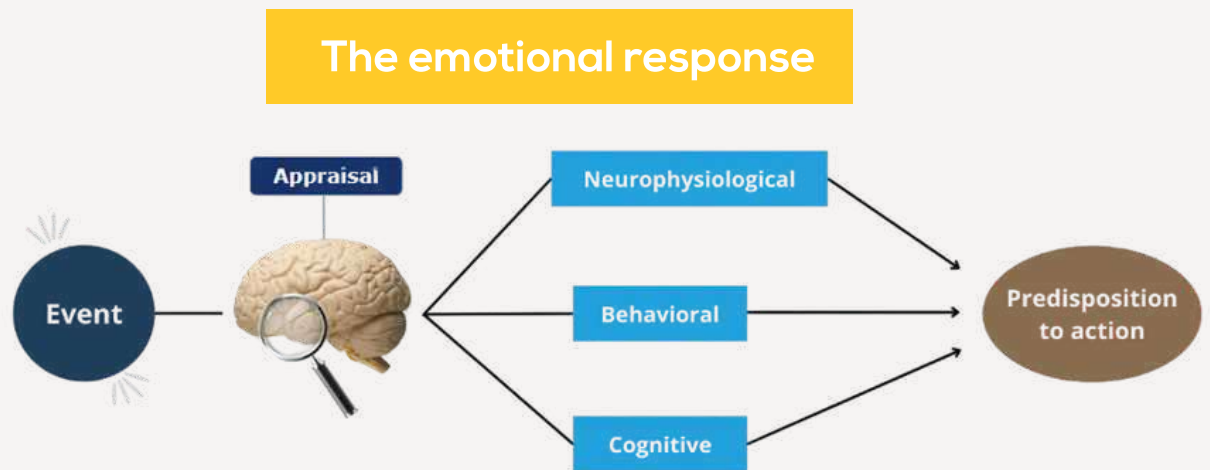 The emotional response
Appraisal
Neurophysiological
Event
Behavioral
Predisposition
to action
Cognitive